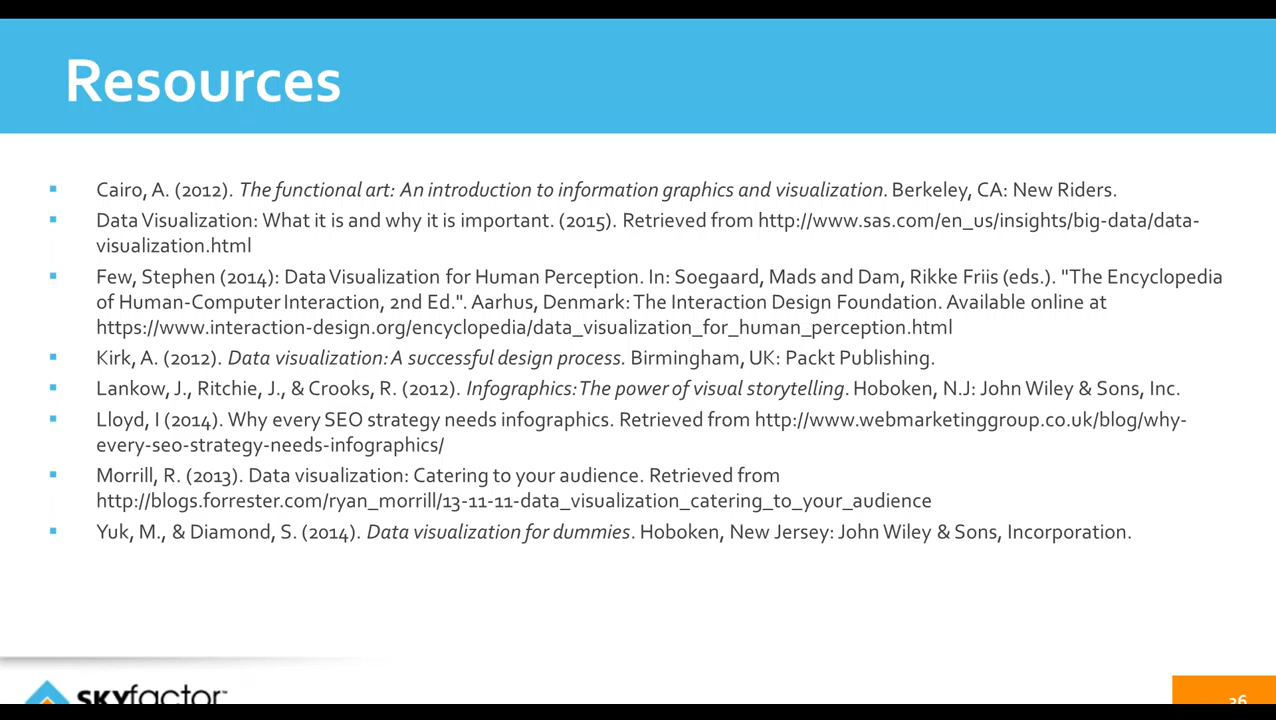 Resources
Cairo, A. (2012). The functional art: An introduction to information graphics and visualization. Berkeley, CA: New Riders.
Data Visualization: What it is and why it is important. (2015). Retrieved from http://www.sas.com/en_us/insights/big-data/data-
visualization.html
Few, Stephen (2014): Data Visualization for Human Perception. In: Soegaard, Mads and Dam, Rikke Friis (eds.). "The Encyclopedia
of Human-Computer Interaction, 2nd Ed.". Aarhus, Denmark: The Interaction Design Foundation. Available online at
https://www.interaction-design.org/encyclopedia/data_visualization_for_human_perception.html
Kirk, A. (2012). Data visualization: A successful design process. Birmingham, UK: Packt Publishing.
Lankow, J., Ritchie, J., & Crooks, R. (2012). Infographics: The power of visual storytelling. Hoboken, N.J: John Wiley & Sons, Inc.
Lloyd, I (2014). Why every SEO strategy needs infographics. Retrieved from http://www.webmarketinggroup.co.uk/blog/why-
every-seo-strategy-needs-infographics/
Morrill, R. (2013). Data visualization: Catering to your audience. Retrieved from
http://blogs.forrester.com/ryan_morrill/13-11-11-data_visualization_catering_to_your_audience
Yuk, M., & Diamond, S. (2014). Data visualization for dummies. Hoboken, New Jersey: John Wiley & Sons, Incorporation.
SKYfactor™
36